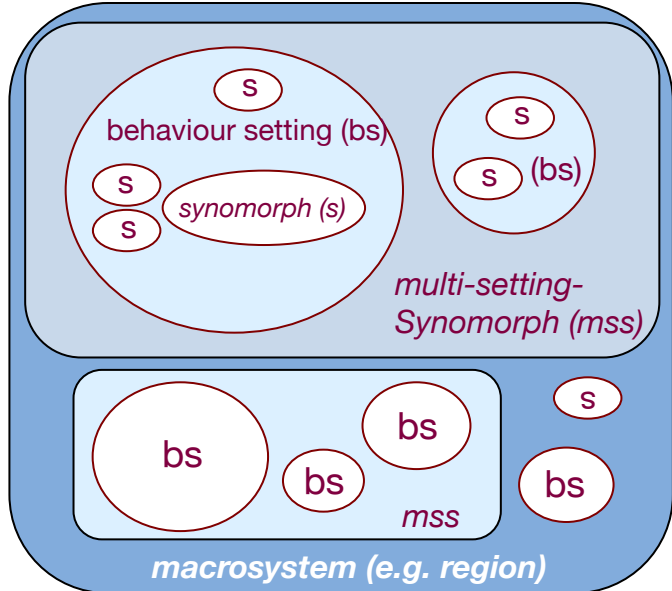 s
behaviour setting (bs)
s
s
synomorph (s)
s
s
(bs)
multi-setting-
Synomorph (mss)
bs
bs
bs
mss
s
bs
macrosystem (e.g. region)